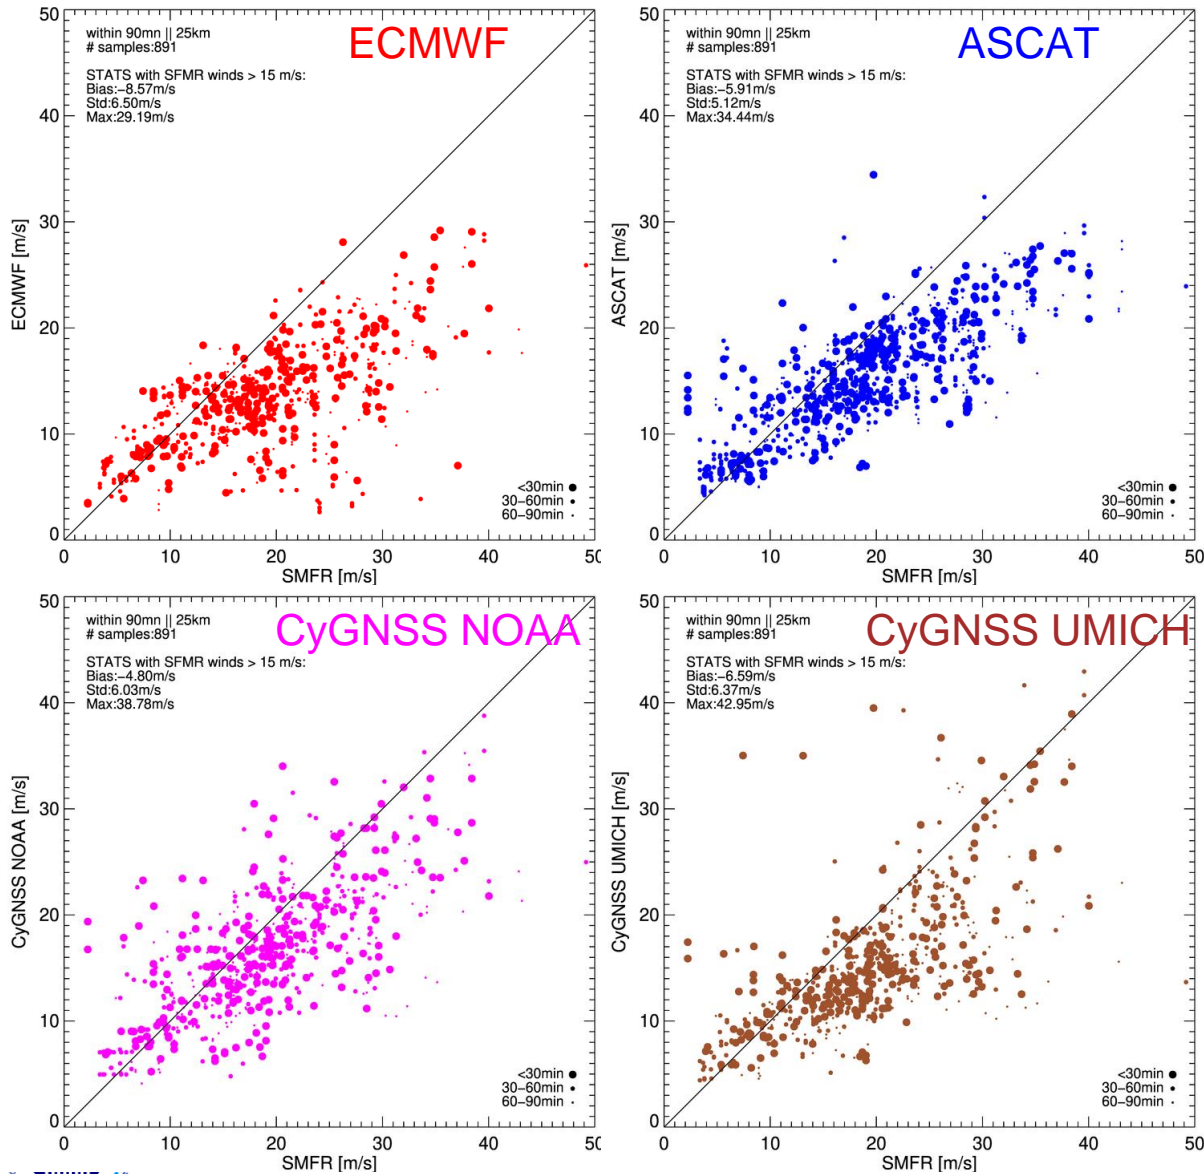 ECMWF
within 90mn || 25km
# samples:891
STATS with SFMR winds > 15 m/s:
Bias:−8.57m/s
Std:6.50m/s
Max:29.19m/s
50
40
30
20
10
0
ECMWF [m/s]
<30min
30−60min
60−90min
0 10 20 30 40 50
SMFR [m/s]
ASCAT
within 90mn || 25km
# samples:891
STATS with SFMR winds > 15 m/s:
Bias:−5.91m/s
Std:5.12m/s
Max:34.44m/s
50
40
30
20
10
0
ASCAT [m/s]
<30min
30−60min
60−90min
0 10 20 30 40 50
SMFR [m/s]
CyGNSS NOAA
within 90mn || 25km
# samples:891
STATS with SFMR winds > 15 m/s:
Bias:−4.80m/s
Std:6.03m/s
Max:38.78m/s
50
40
30
20
10
0
CyGNSS NOAA [m/s]
<30min
30−60min
60−90min
0 10 20 30 40 50
SMFR [m/s]
CyGNSS UMICH
within 90mn || 25km
# samples:891
STATS with SFMR winds > 15 m/s:
Bias:−6.59m/s
Std:6.37m/s
Max:42.95m/s
50
40
30
20
10
0
CyGNSS UMICH [m/s]
<30min
30−60min
60−90min
0 10 20 30 40 50
SMFR [m/s]